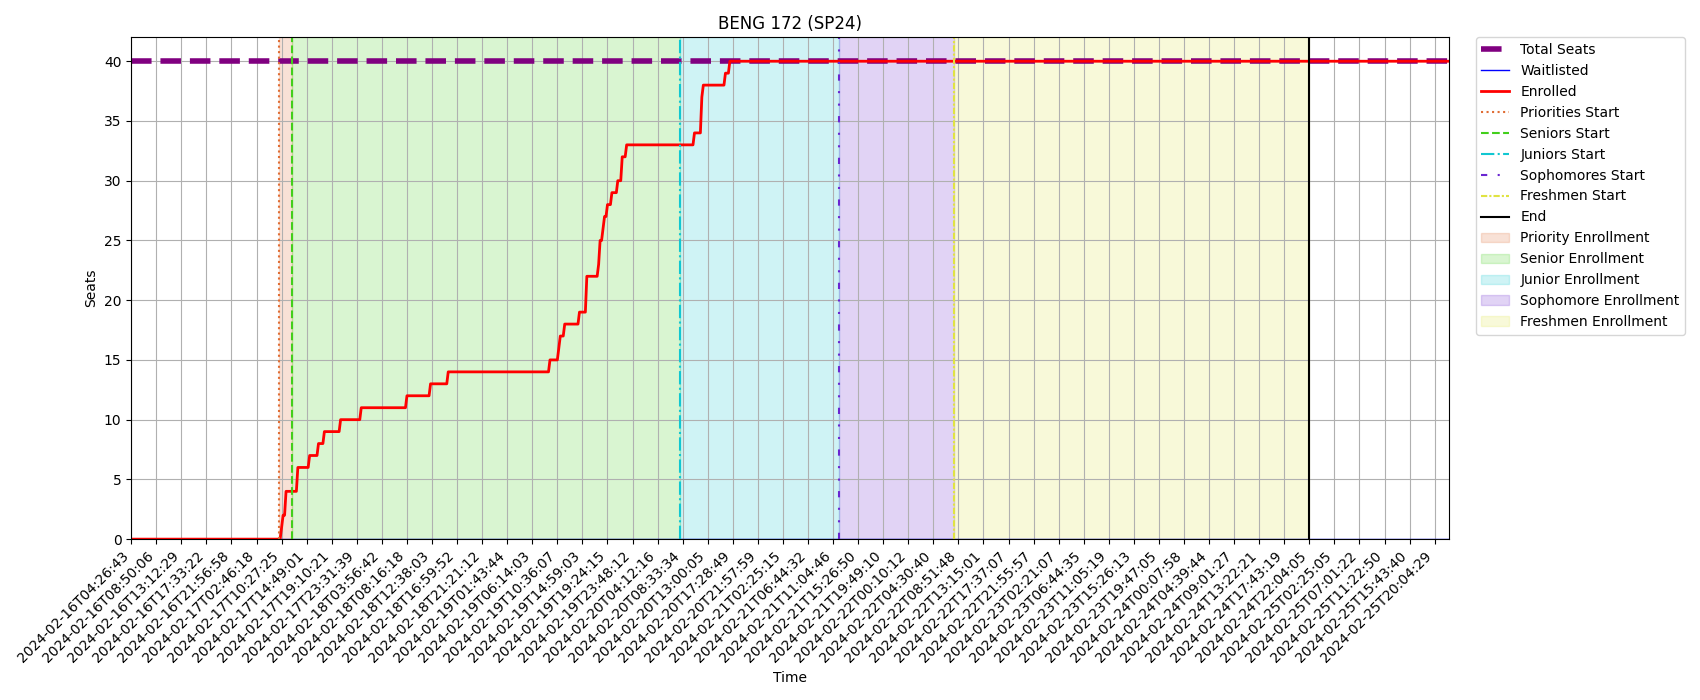 BENG 172 (SP24)
Seats
40
35
30
25
20
15
10
5
0
2024-02-16T04:26:43
2024-02-16T08:50:06
2024-02-16T13:12:29
2024-02-16T17:33:22
2024-02-16T21:56:58
2024-02-17T02:46:18
2024-02-17T10:27:25
2024-02-17T14:49:01
2024-02-17T19:10:21
2024-02-17T23:31:39
2024-02-18T03:56:42
2024-02-18T08:16:18
2024-02-18T12:38:03
2024-02-18T16:59:52
2024-02-18T21:21:12
2024-02-19T01:43:44
2024-02-19T06:14:03
2024-02-19T10:36:07
2024-02-19T14:59:03
2024-02-19T19:24:15
2024-02-19T23:48:12
2024-02-20T04:12:16
2024-02-20T08:33:34
2024-02-20T13:00:05
2024-02-20T17:28:49
2024-02-20T21:57:59
2024-02-21T02:25:15
2024-02-21T06:44:32
2024-02-21T11:04:46
2024-02-21T15:26:50
2024-02-21T19:49:10
2024-02-22T00:10:12
2024-02-22T04:30:40
2024-02-22T08:51:48
2024-02-22T13:15:01
2024-02-22T17:37:07
2024-02-22T21:55:57
2024-02-23T02:21:07
2024-02-23T06:44:35
2024-02-23T11:05:19
2024-02-23T15:26:13
2024-02-23T19:47:05
2024-02-24T00:07:58
2024-02-24T04:39:44
2024-02-24T09:01:27
2024-02-24T13:22:21
2024-02-24T17:43:19
2024-02-24T22:04:05
2024-02-25T02:25:05
2024-02-25T07:01:22
2024-02-25T11:22:50
2024-02-25T15:43:40
2024-02-25T20:04:29
Time
Total Seats
Waitlisted
Enrolled
Priorities Start
Seniors Start
Juniors Start
Sophomores Start
Freshmen Start
End
Priority Enrollment
Senior Enrollment
Junior Enrollment
Sophomore Enrollment
Freshmen Enrollment